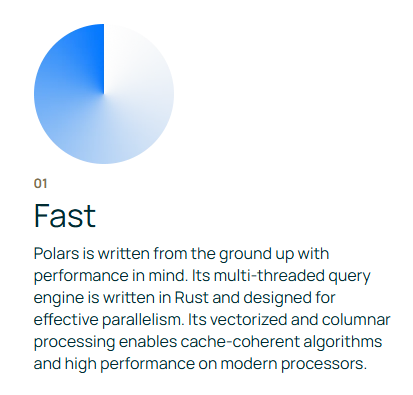 01
Fast
Polars is written from the ground up with
performance in mind. Its multi-threaded query
engine is written in Rust and designed for
effective parallelism. Its vectorized and columnar
processing enables cache-coherent algorithms
and high performance on modern processors.